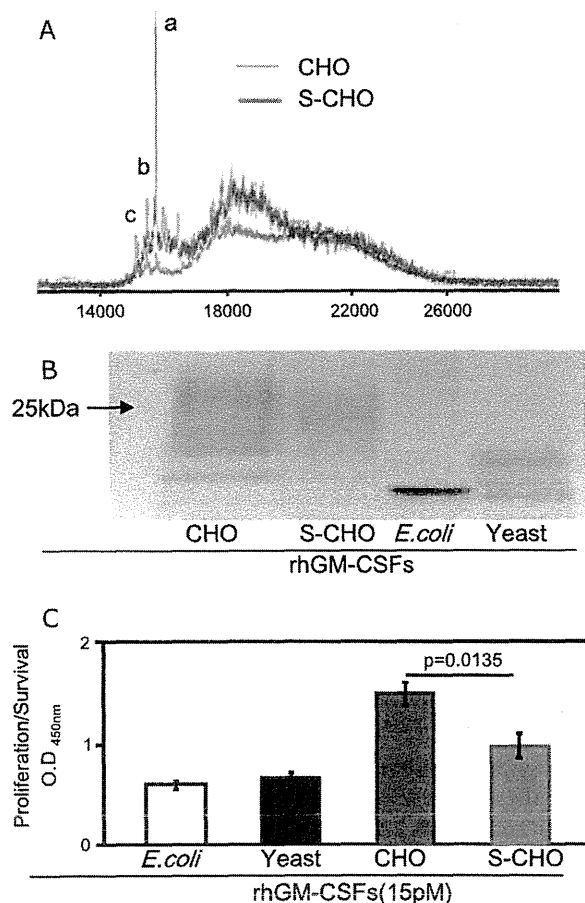 A
a
CHO
S-CHO
b
c
14000 18000 22000 26000
B
25kDa
CHO S-CHO E.coli Yeast
rhGM-CSFs
C
Proliferation/Survival
O.D450nm
2
1
0
p=0.0135
E.coli Yeast CHO S-CHO
rhGM-CSFs(15pM)